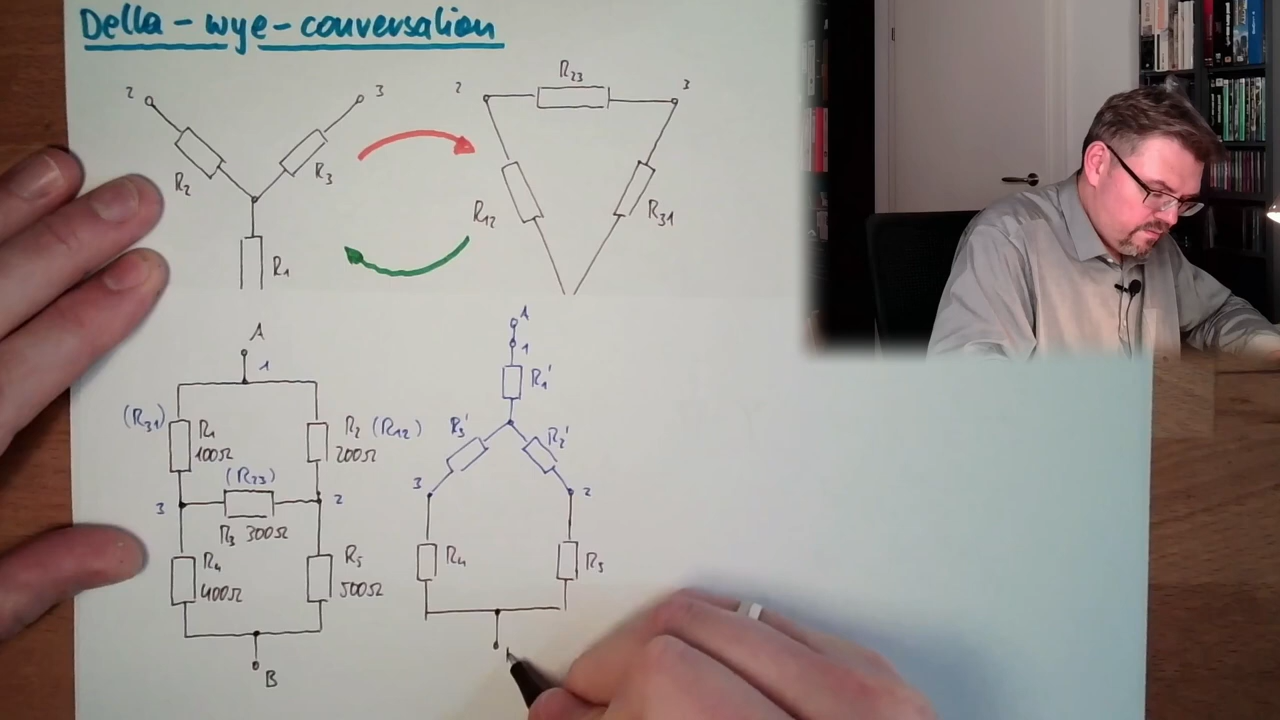 Della-wye-conversation
2
3
R2
R3
R1
2
R23
3
R12
R31
A
1
(R31)
R1
100Ω
R2 (R12)
200Ω
(R23)
3
2
R3 300Ω
R4
400Ω
R5
500Ω
B
A
1
R1'
R3'
R2'
3
2
R4
R5